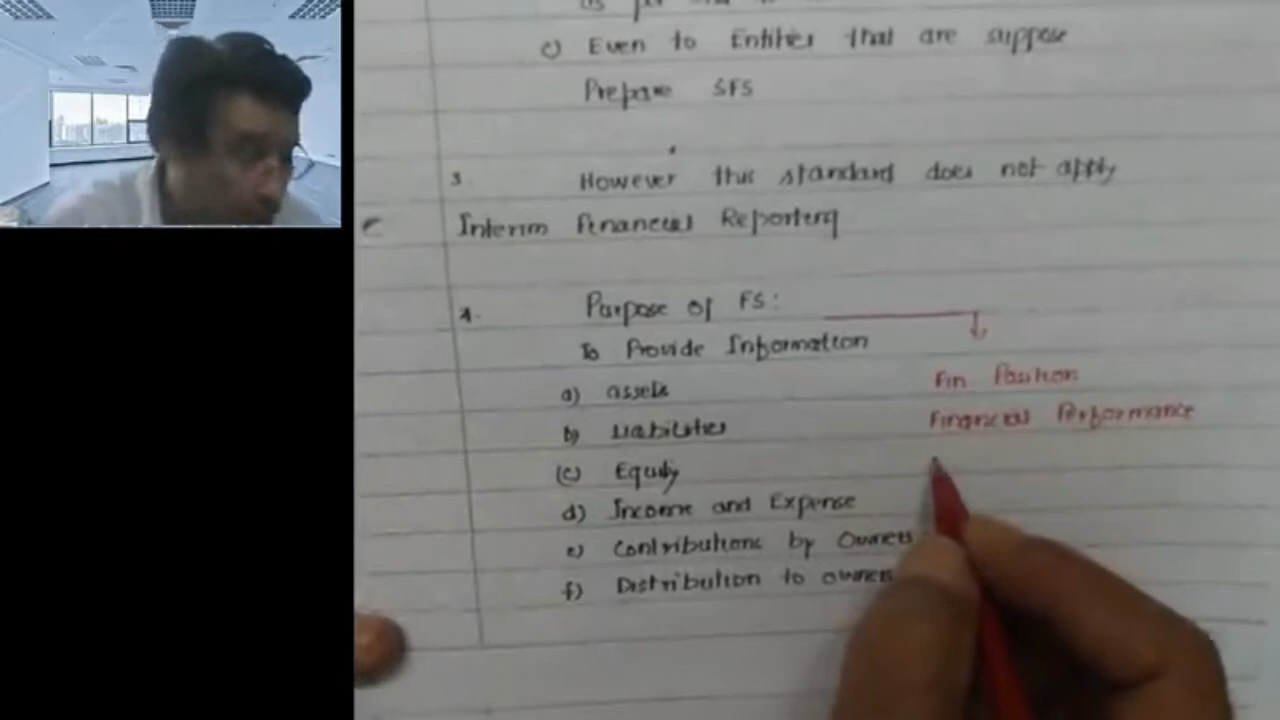 c) Even to Entities that are suppose
Prepare SFS
3. However this standard does not apply
Interim Financial Reporting
4. Purpose of FS:
To Provide Information
a) assets
b) Liabilities
(c) Equity
d) Income and Expense
e) Contributions by Owners
f) Distribution to owners
Fin Position
Financial Performance